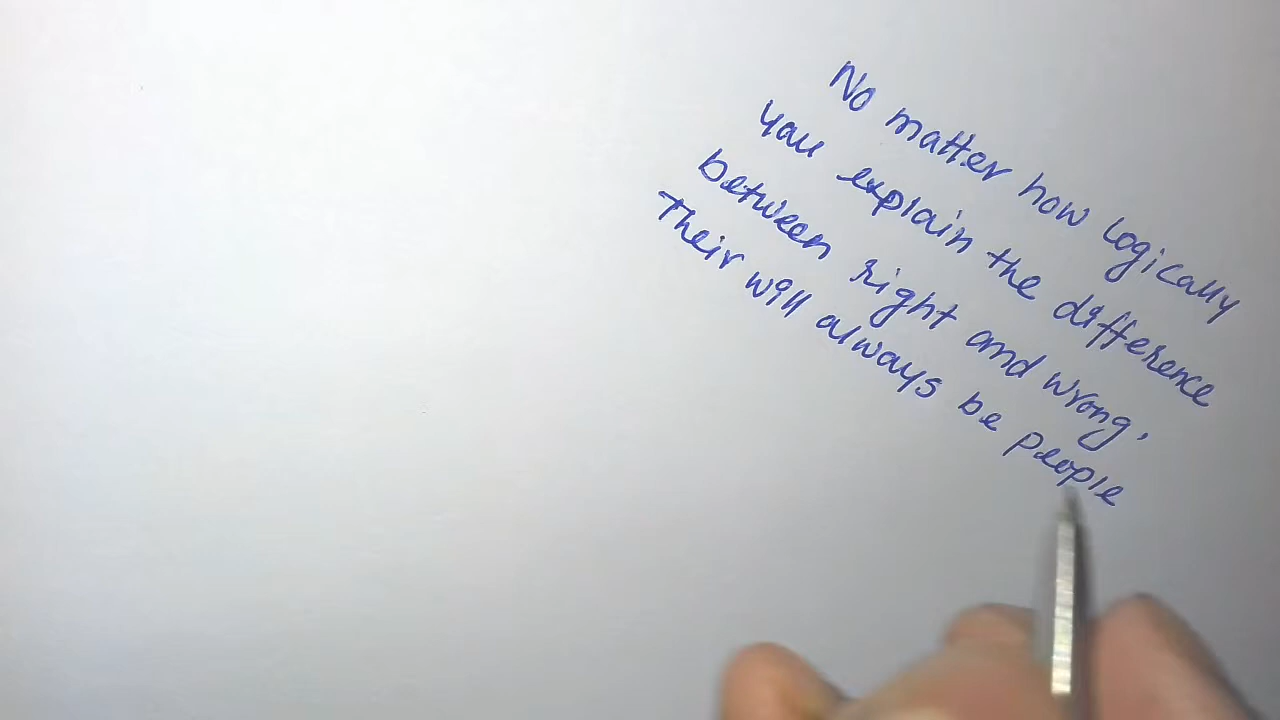 No matter how logically
you explain the difference
between right and wrong,
Their will always be people